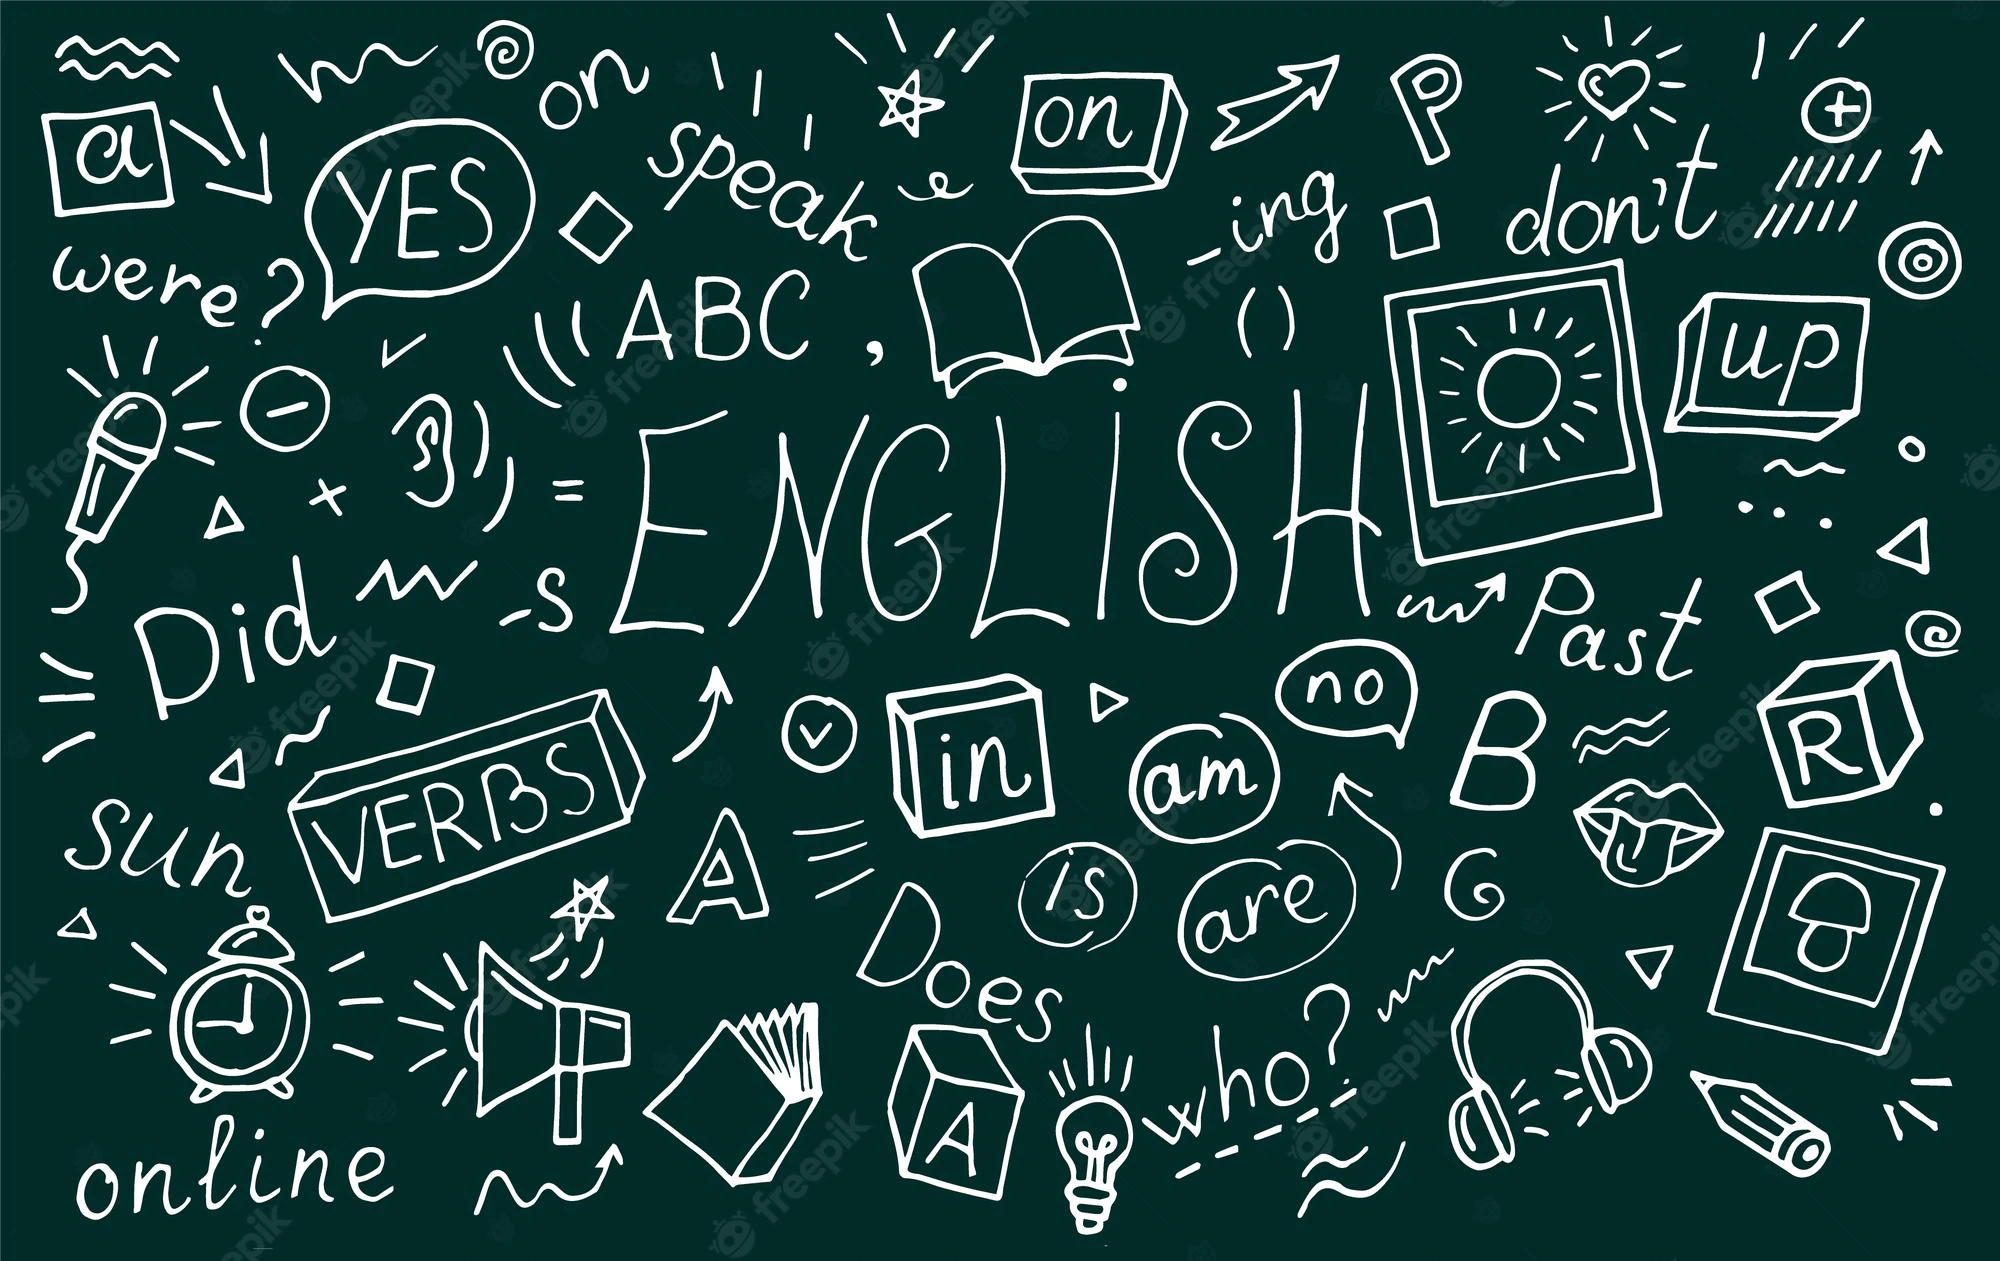 on
a
on
P
YES
speak
_ing
don't
were?
ABC,
()
up
+ =
ENGLISH
Did
-s
Past
no
in
am
B
R
VERBS
sun
A
is
are
G
Does
who?
A
online
freepik